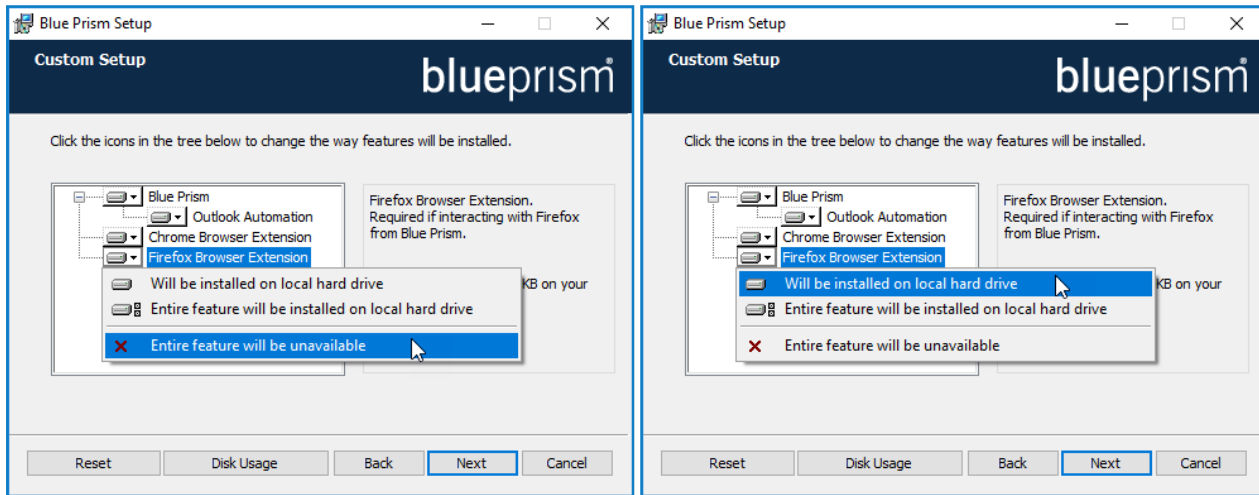 Blue Prism Setup
Custom Setup
blueprism
Click the icons in the tree below to change the way features will be installed.
Blue Prism
Outlook Automation
Chrome Browser Extension
Firefox Browser Extension
Firefox Browser Extension.
Required if interacting with Firefox
from Blue Prism.
Will be installed on local hard drive
KB on your
Entire feature will be installed on local hard drive
Entire feature will be unavailable
Reset
Disk Usage
Back
Next
Cancel
Blue Prism Setup
Custom Setup
blueprism
Click the icons in the tree below to change the way features will be installed.
Blue Prism
Outlook Automation
Chrome Browser Extension
Firefox Browser Extension
Firefox Browser Extension.
Required if interacting with Firefox
from Blue Prism.
Will be installed on local hard drive
KB on your
Entire feature will be installed on local hard drive
Entire feature will be unavailable
Reset
Disk Usage
Back
Next
Cancel